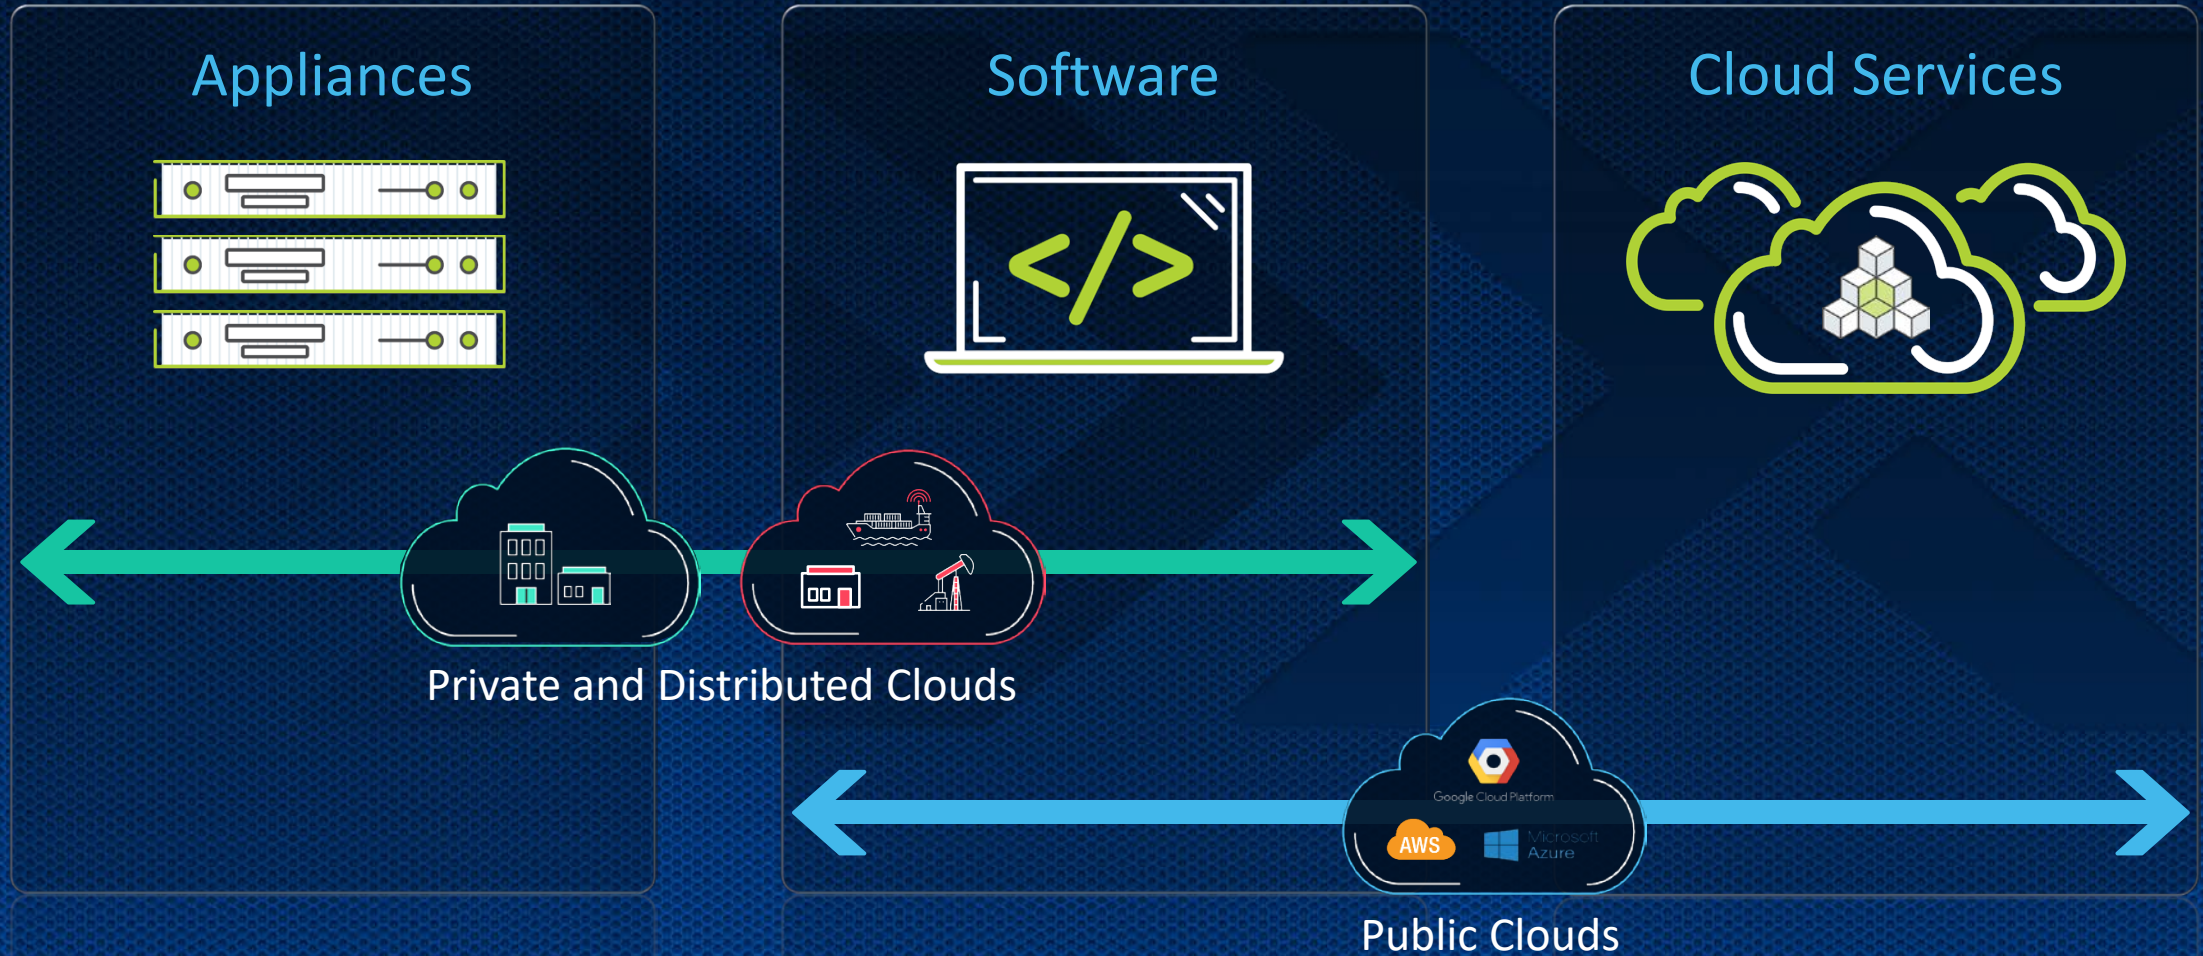 Appliances
Software
Cloud Services
Private and Distributed Clouds
Google Cloud Platform
AWS
Microsoft
Azure
Public Clouds